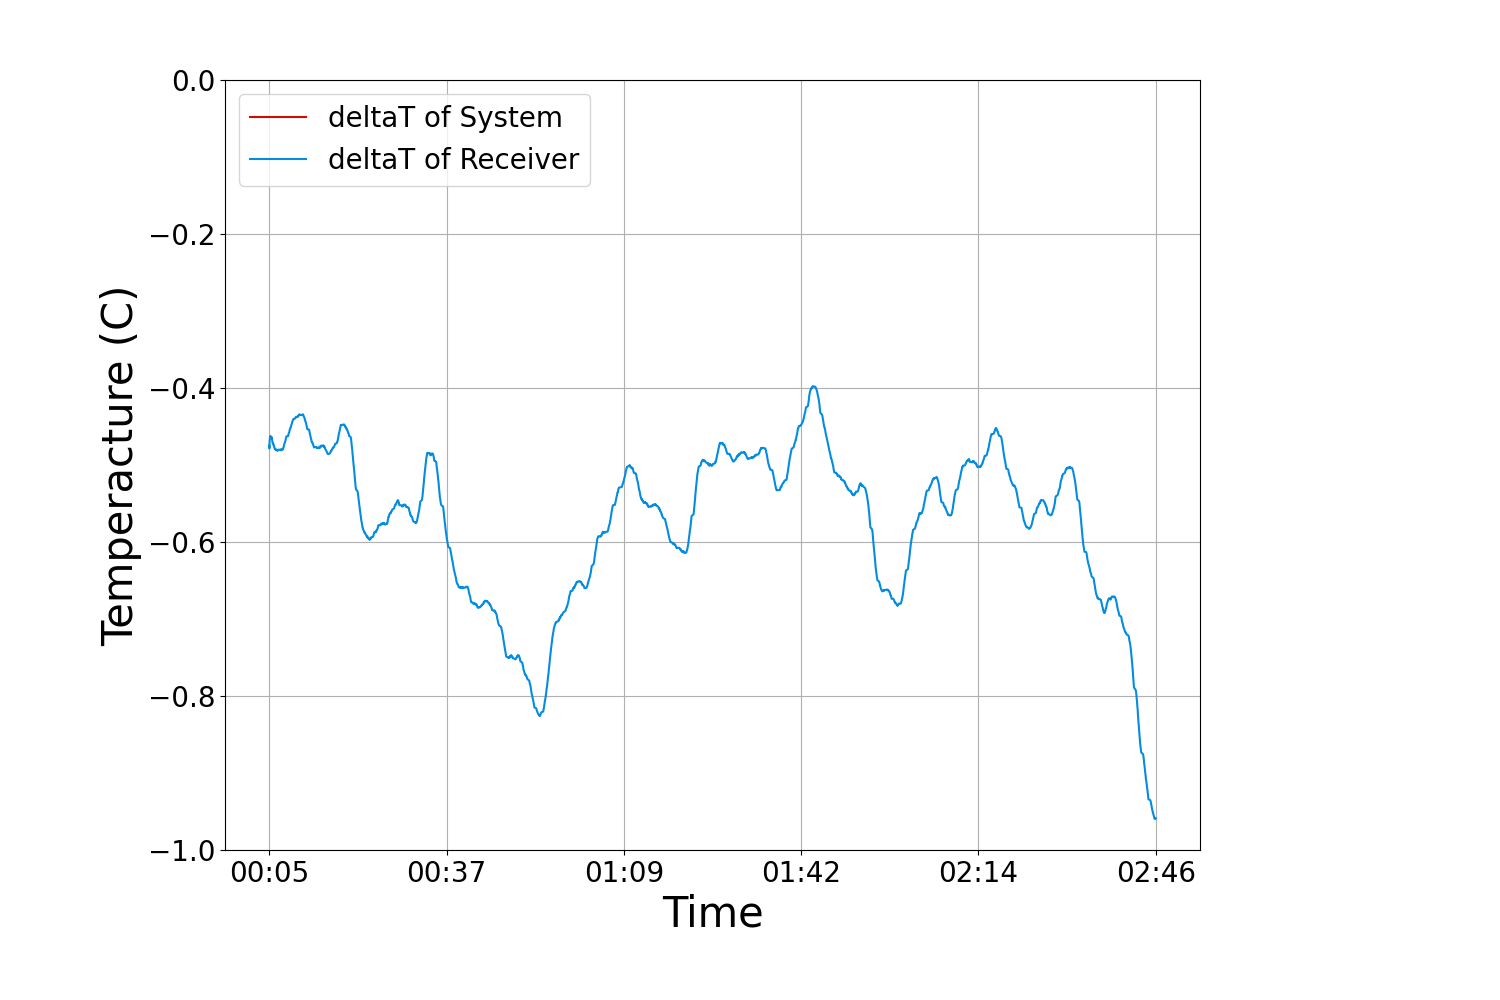 0.0
−0.2
−0.4
−0.6
−0.8
−1.0
Temperacture (C)
deltaT of System
deltaT of Receiver
00:05 00:37 01:09 01:42 02:14 02:46
Time